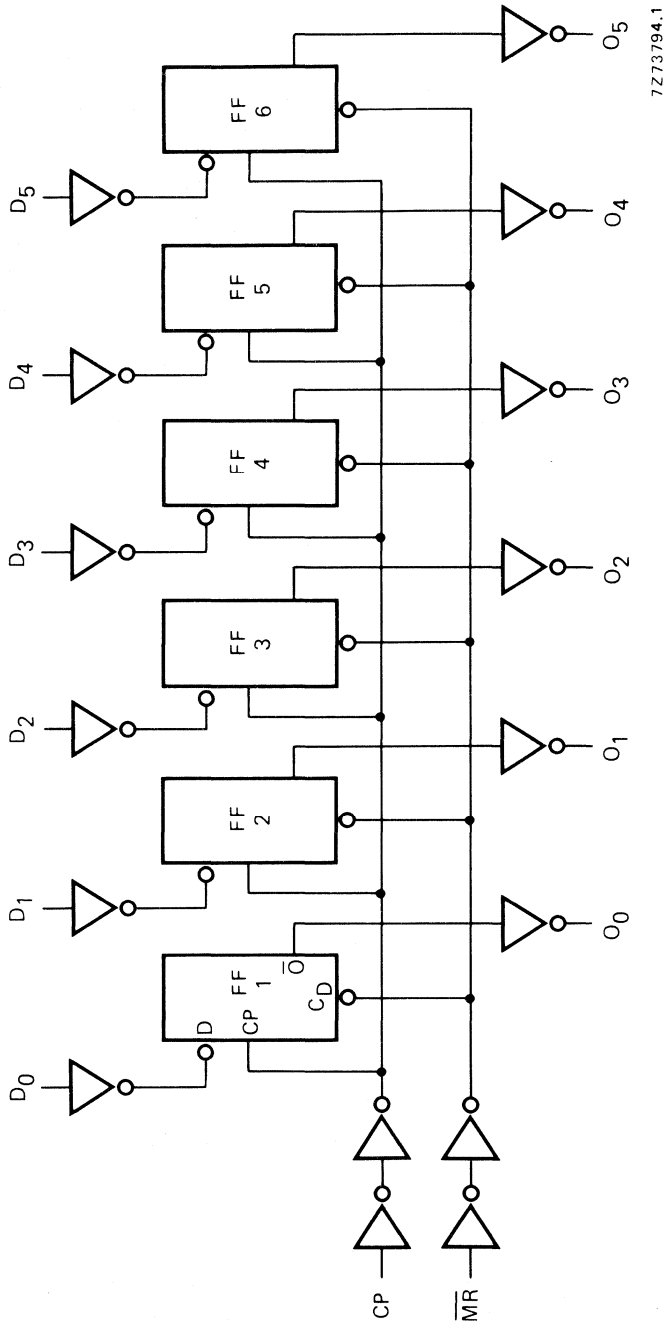 D0 D1 D2 D3 D4 D5
D CP FF 1 O̅ CD
FF 2
FF 3
FF 4
FF 5
FF 6
CP
M̅R̅
O0 O1 O2 O3 O4 O5
7Z73794.1